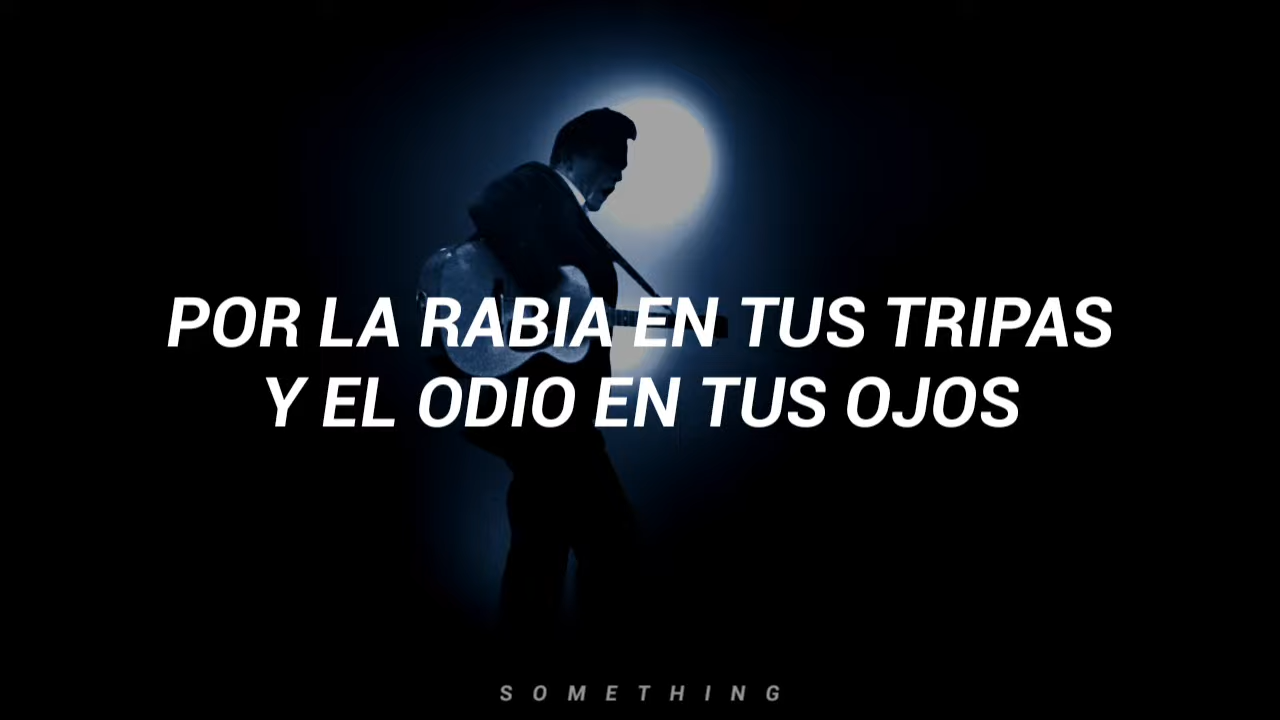 POR LA RABIA EN TUS TRIPAS
Y EL ODIO EN TUS OJOS
SOMETHING